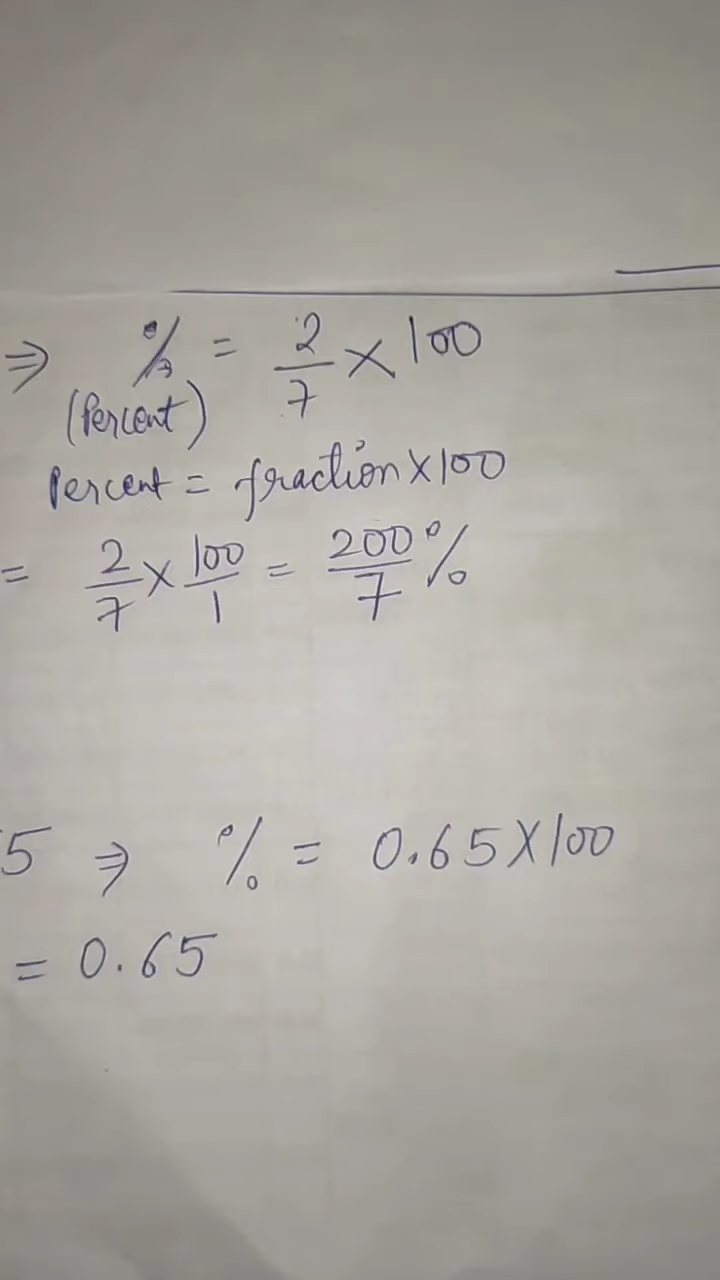 ⇒ % = 2/7 × 100
(Percent)
Percent = fraction × 100
= 2/7 × 100/1 = 200/7 %
5 ⇒ % = 0.65 × 100
= 0.65